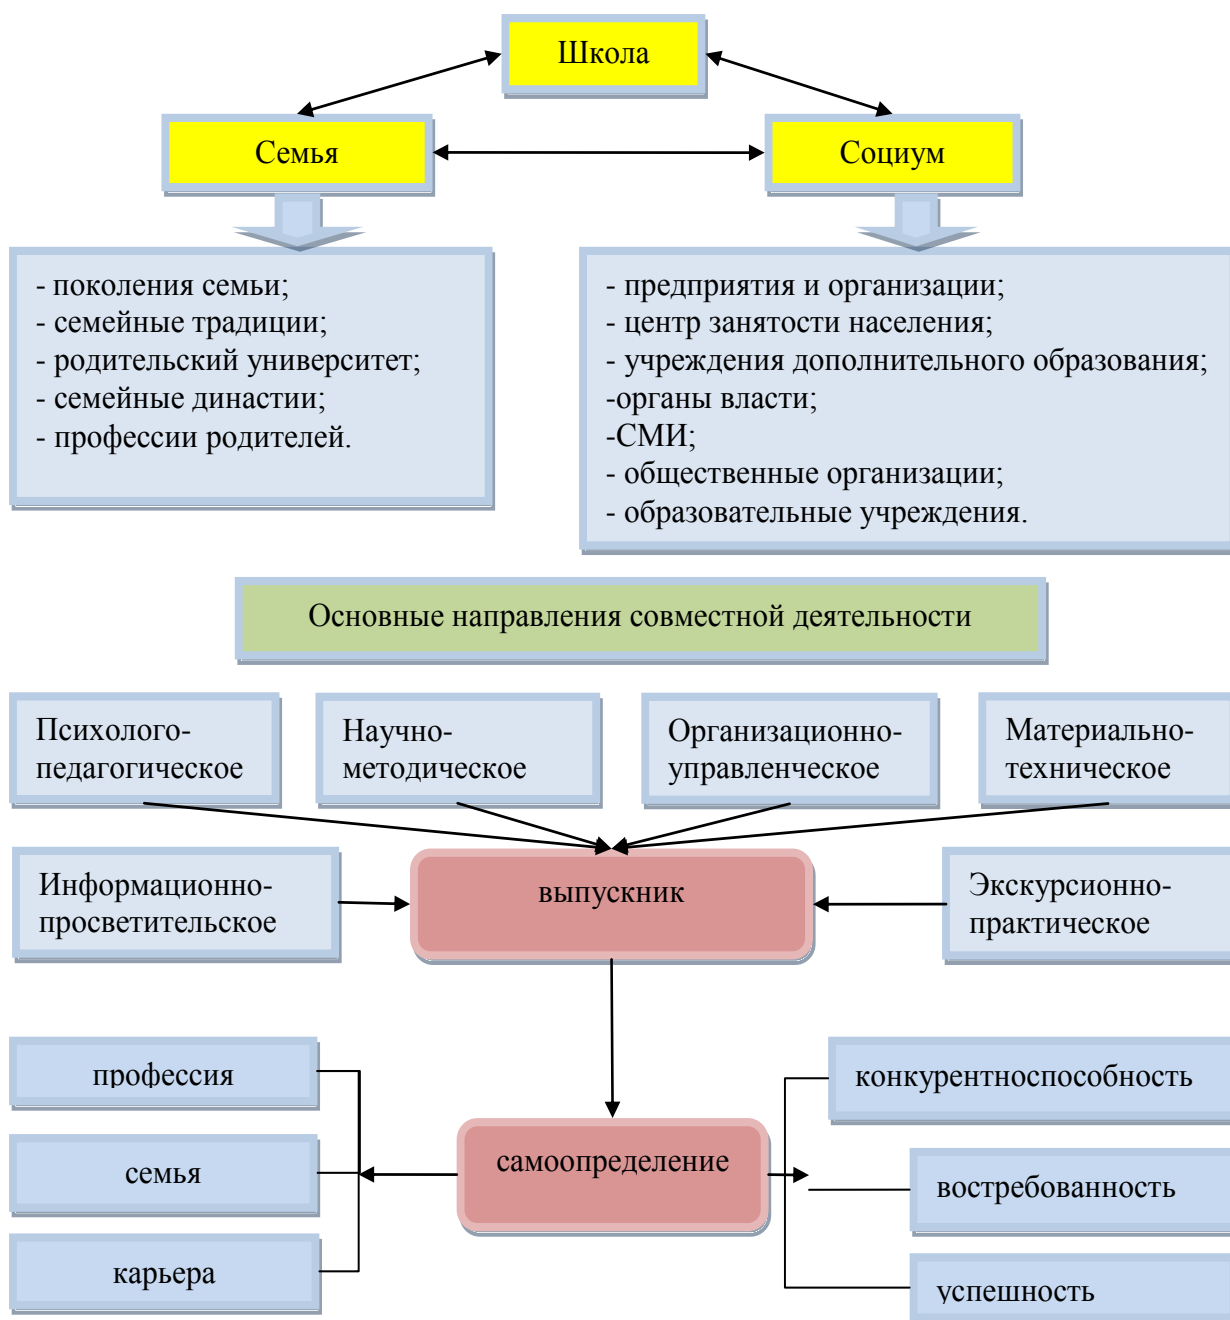 Школа
Семья
Социум
- поколения семьи;
- семейные традиции;
- родительский университет;
- семейные династии;
- профессии родителей.
- предприятия и организации;
- центр занятости населения;
- учреждения дополнительного образования;
-органы власти;
-СМИ;
- общественные организации;
- образовательные учреждения.
Основные направления совместной деятельности
Психолого-
педагогическое
Научно-
методическое
Организационно-
управленческое
Материально-
техническое
Информационно-
просветительское
выпускник
Экскурсионно-
практическое
профессия
семья
карьера
самоопределение
конкурентноспособность
востребованность
успешность